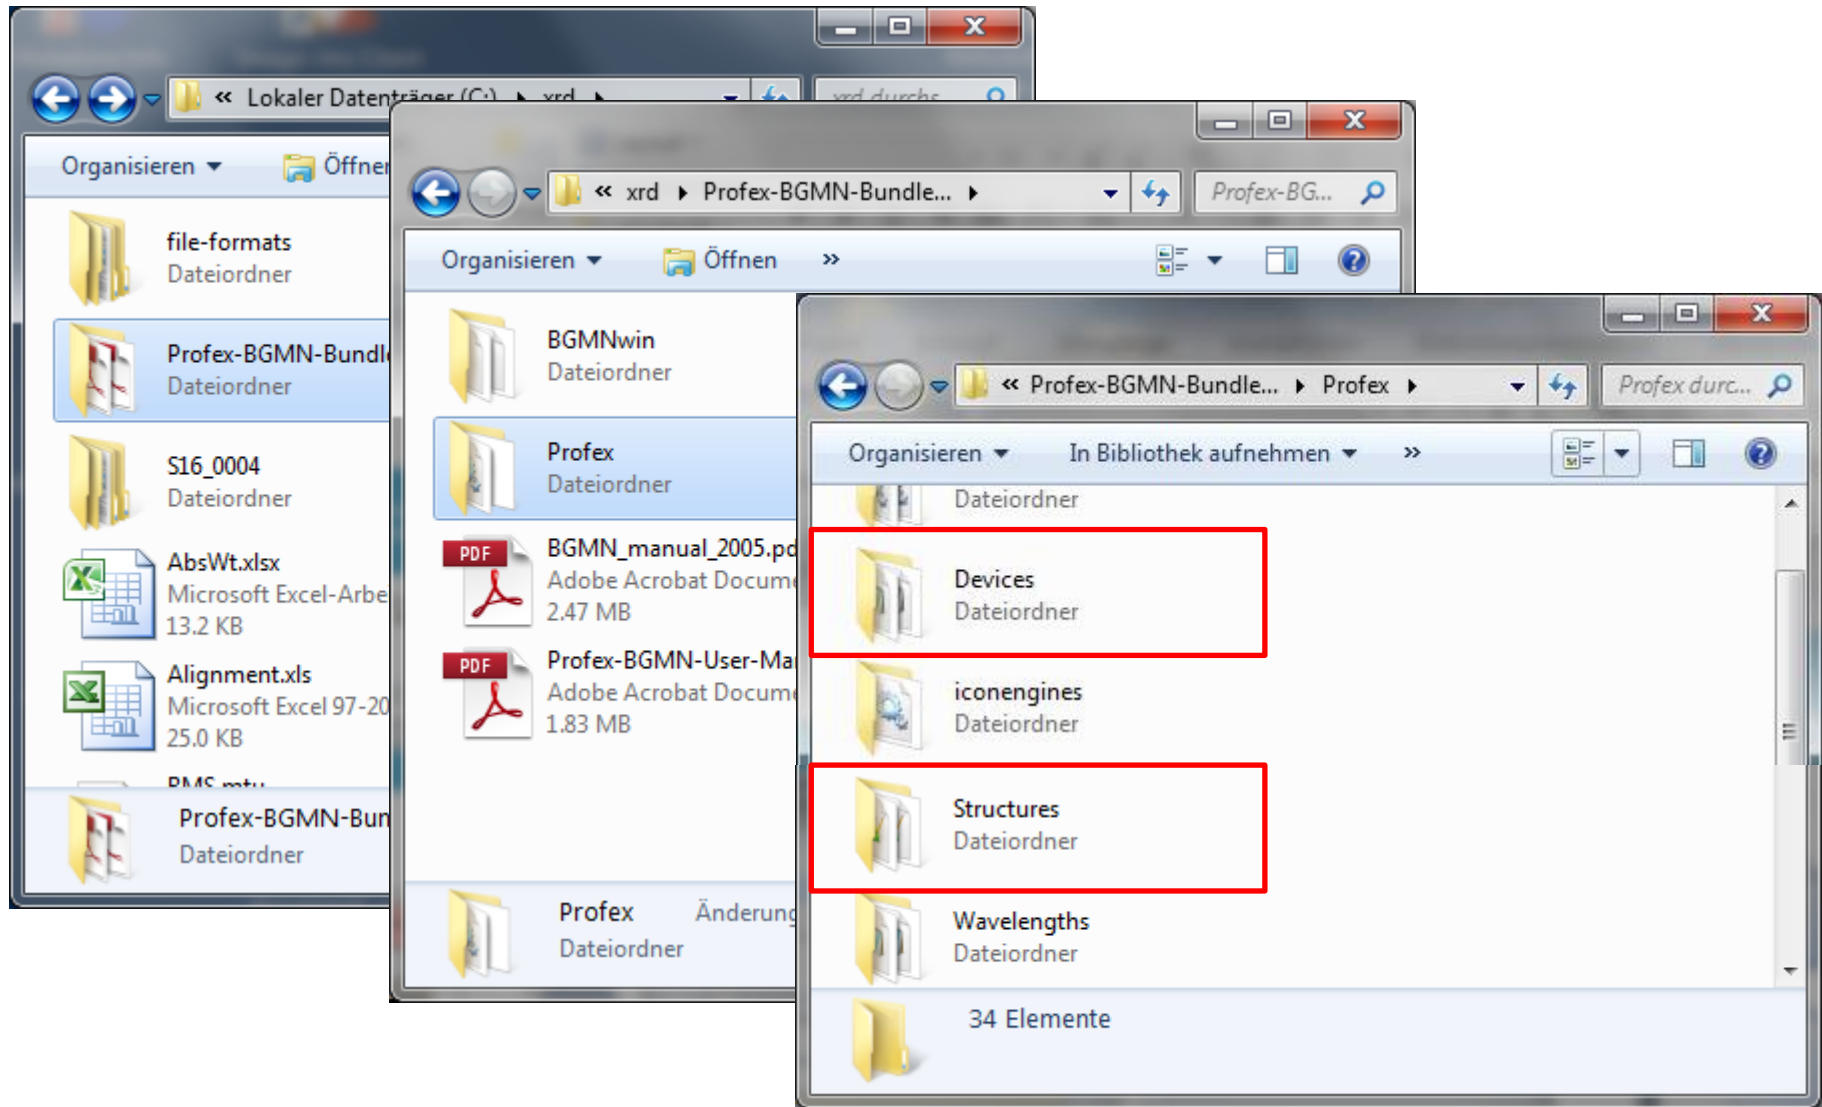 « Lokaler Datenträger (C:) ▸ xrd ▸
xrd durchs...
Organisieren
Öffnen
file-formats
Dateiordner
Profex-BGMN-Bundle
Dateiordner
S16_0004
Dateiordner
AbsWt.xlsx
Microsoft Excel-Arbe
13.2 KB
Alignment.xls
Microsoft Excel 97-20
25.0 KB
Profex-BGMN-Bun
Dateiordner
« xrd ▸ Profex-BGMN-Bundle... ▸
Profex-BG...
Organisieren
Öffnen
»
BGMNwin
Dateiordner
Profex
Dateiordner
PDF
BGMN_manual_2005.pd
Adobe Acrobat Docume
2.47 MB
PDF
Profex-BGMN-User-Ma
Adobe Acrobat Docume
1.83 MB
Profex Änderung
Dateiordner
« Profex-BGMN-Bundle... ▸ Profex ▸
Profex durc...
Organisieren
In Bibliothek aufnehmen
»
Dateiordner
Devices
Dateiordner
iconengines
Dateiordner
Structures
Dateiordner
Wavelengths
Dateiordner
34 Elemente